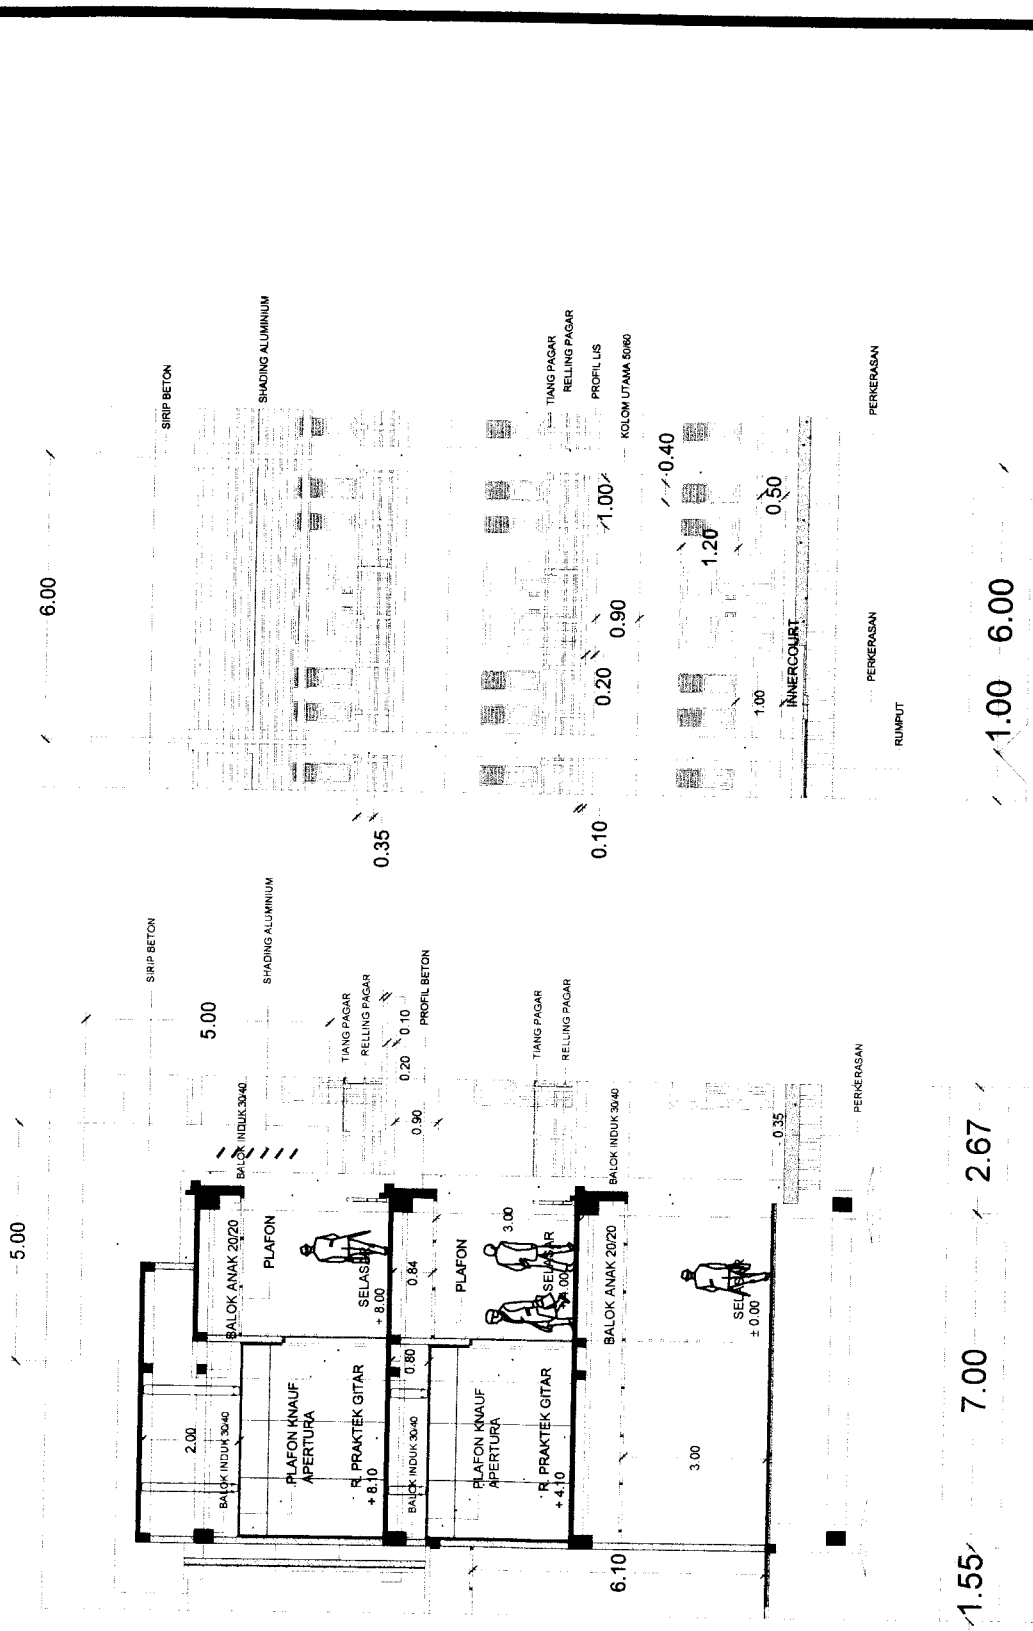 5.00
SIRIP BETON
5.00
SHADING ALUMINIUM
BALOK INDUK 30/40
2.00
BALOK INDUK 30/40
BALOK ANAK 20/20
PLAFON
PLAFON KNAUF
APERTURA
TIANG PAGAR
RELLING PAGAR
R. PRAKTEK GITAR
+ 8.10
SELASAR
+ 8.00
0.20
0.10
PROFIL BETON
0.90
BALOK INDUK 30/40
0.80
0.84
PLAFON
3.00
PLAFON KNAUF
APERTURA
TIANG PAGAR
RELLING PAGAR
R. PRAKTEK GITAR
+ 4.10
SELASAR
BALOK ANAK 20/20
BALOK INDUK 30/40
6.10
3.00
SELASAR
± 0.00
0.35
PERKERASAN
1.55
7.00
2.67
6.00
SIRIP BETON
SHADING ALUMINIUM
0.35
TIANG PAGAR
RELLING PAGAR
PROFIL LIS
KOLOM UTAMA 50/60
0.10
0.20
0.90
1.00
0.40
1.20
0.50
1.00
INNERCOURT
PERKERASAN
PERKERASAN
RUMPUT
1.00
6.00